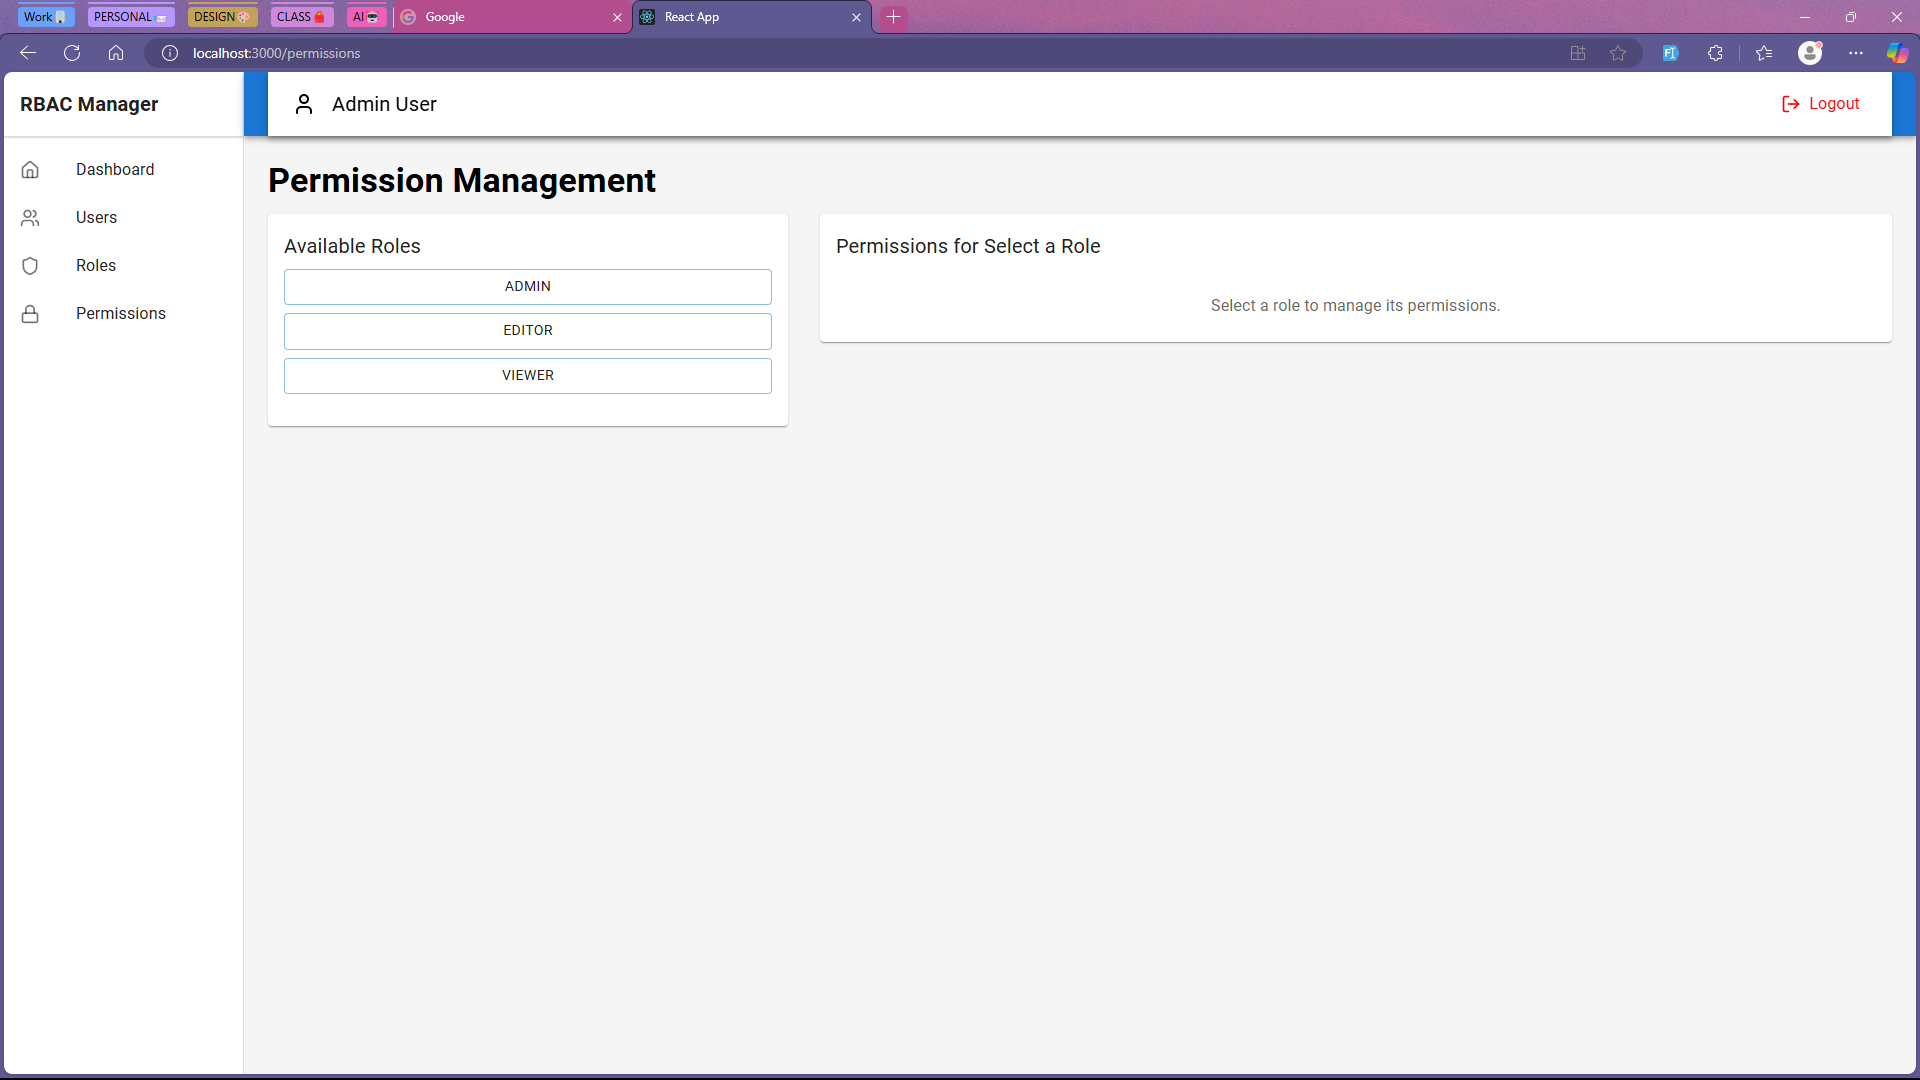 Work PERSONAL DESIGN CLASS AI Google React App
localhost:3000/permissions
RBAC Manager
Admin User
Logout
Dashboard
Users
Roles
Permissions
Permission Management
Available Roles
ADMIN
EDITOR
VIEWER
Permissions for Select a Role
Select a role to manage its permissions.